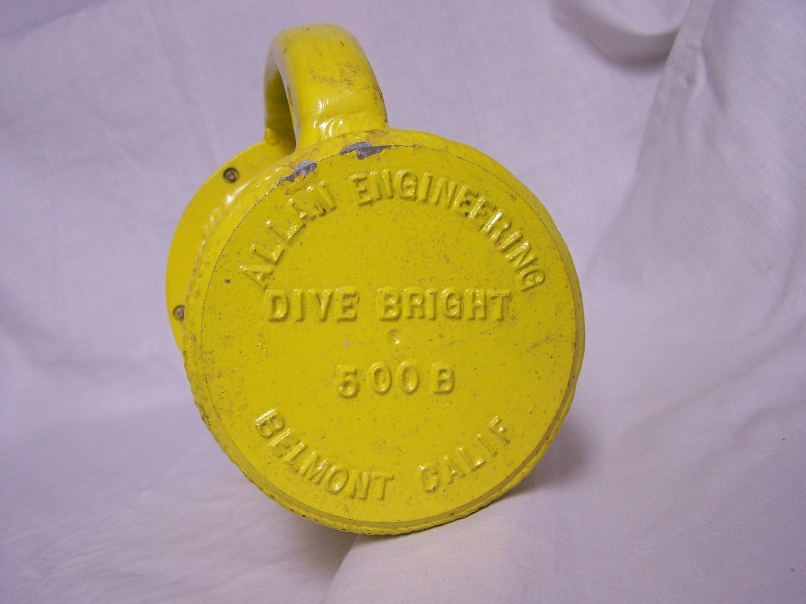 ALLAN ENGINEERING
DIVE BRIGHT
500B
BELMONT CALIF